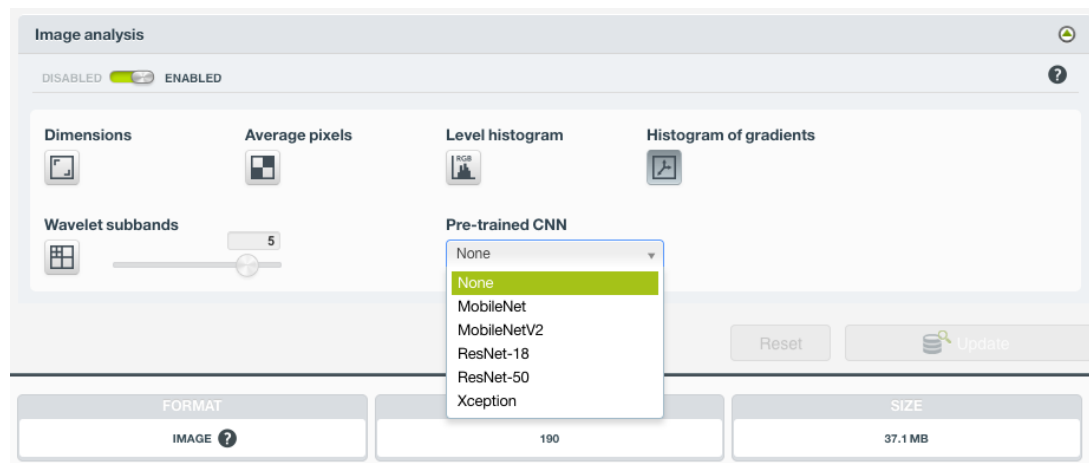 Image analysis
DISABLED ENABLED ?
Dimensions Average pixels Level histogram Histogram of gradients
RGB
Wavelet subbands Pre-trained CNN
5
None
None
MobileNet
MobileNetV2
ResNet-18
ResNet-50
Xception
Reset Update
FORMAT SIZE
IMAGE ? 190 37.1 MB